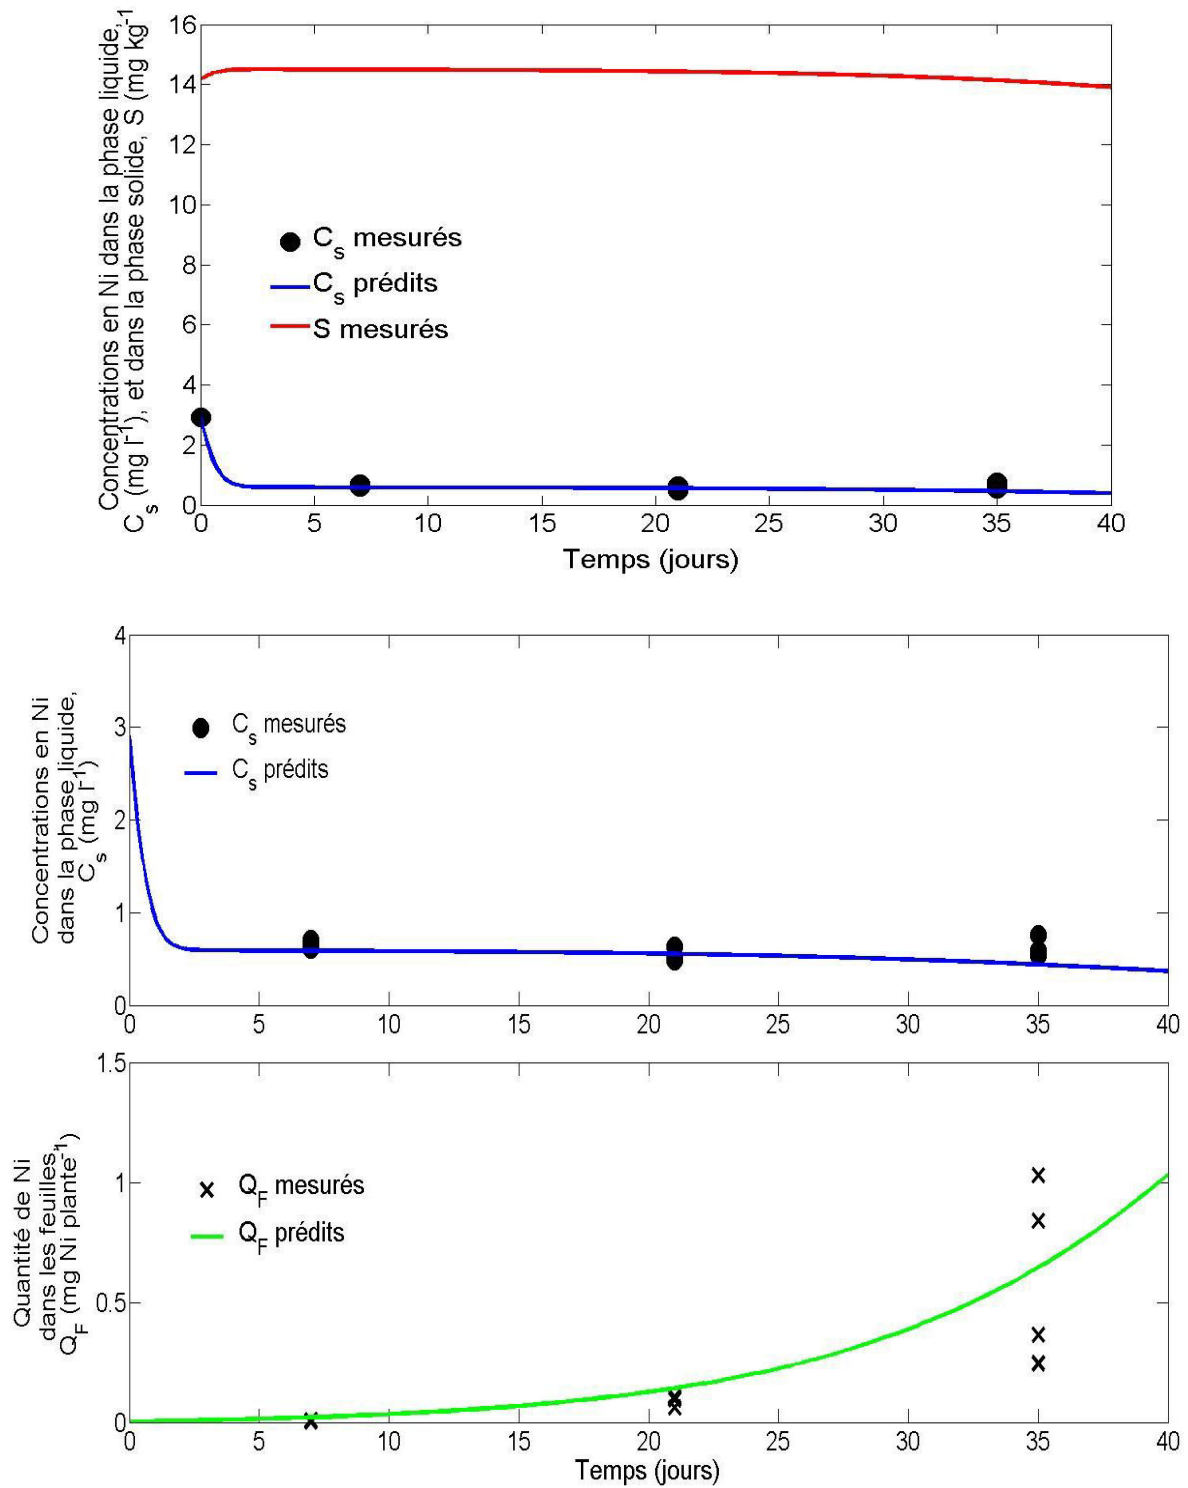 Concentrations en Ni dans la phase liquide,
C_s (mg l^-1), et dans la phase solide, S (mg kg^-1
16
14
12
10
8
6
4
2
0
C_s mesurés
C_s prédits
S mesurés
0 5 10 15 20 25 30 35 40
Temps (jours)
Concentrations en Ni
dans la phase liquide,
C_s (mg l^-1)
4
3
2
1
0
C_s mesurés
C_s prédits
0 5 10 15 20 25 30 35 40
Quantité de Ni
dans les feuilles,
Q_F (mg Ni plante^-1)
1.5
1
0.5
0
Q_F mesurés
Q_F prédits
0 5 10 15 20 25 30 35 40
Temps (jours)